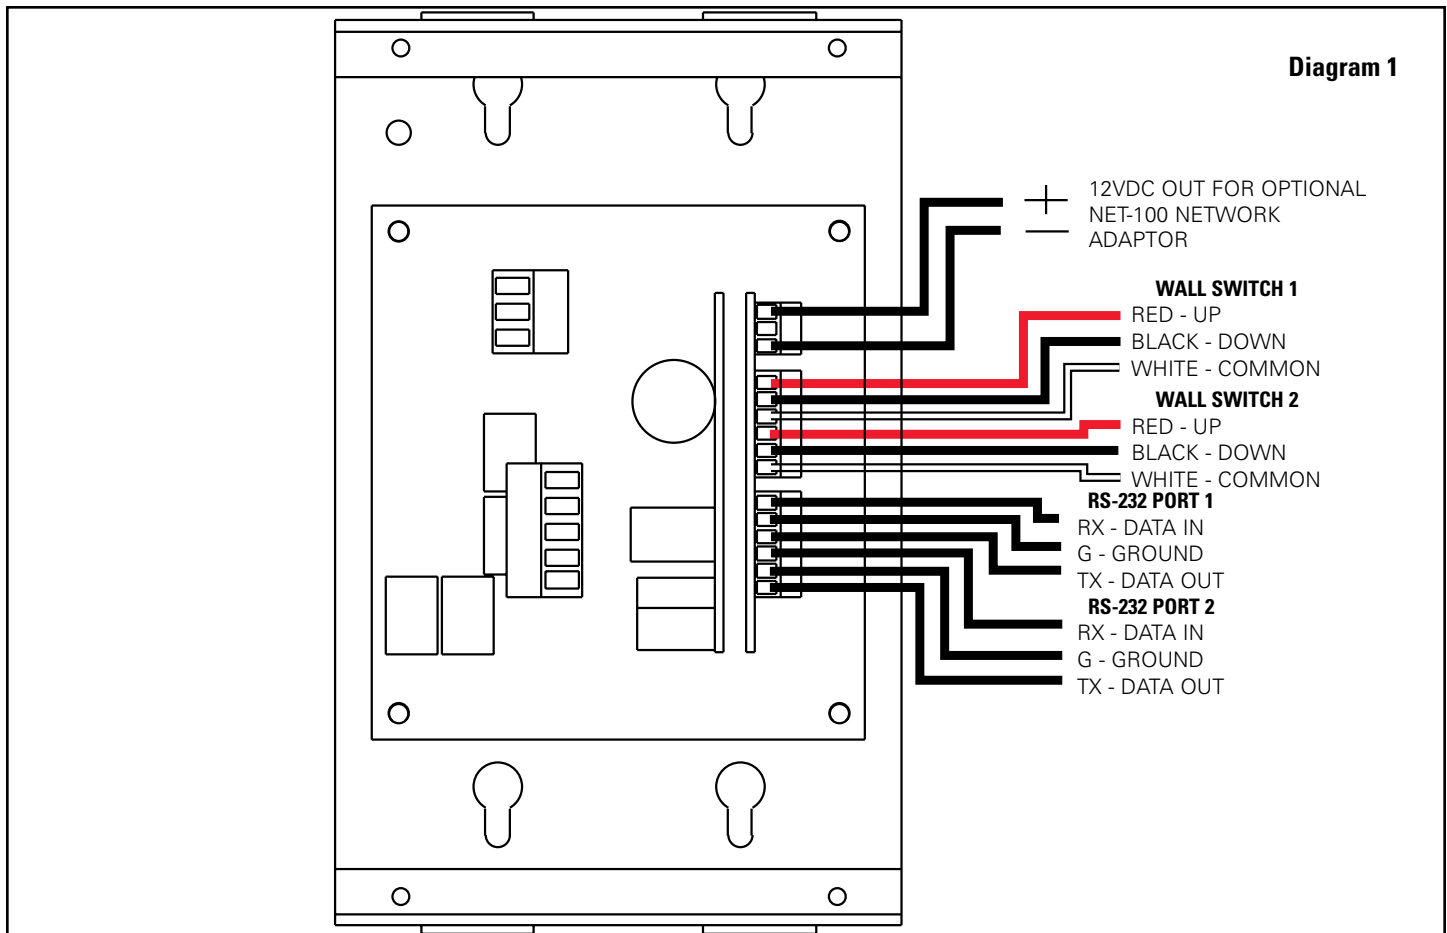 Diagram 1
12VDC OUT FOR OPTIONAL
NET-100 NETWORK
ADAPTOR
WALL SWITCH 1
RED - UP
BLACK - DOWN
WHITE - COMMON
WALL SWITCH 2
RED - UP
BLACK - DOWN
WHITE - COMMON
RS-232 PORT 1
RX - DATA IN
G - GROUND
TX - DATA OUT
RS-232 PORT 2
RX - DATA IN
G - GROUND
TX - DATA OUT